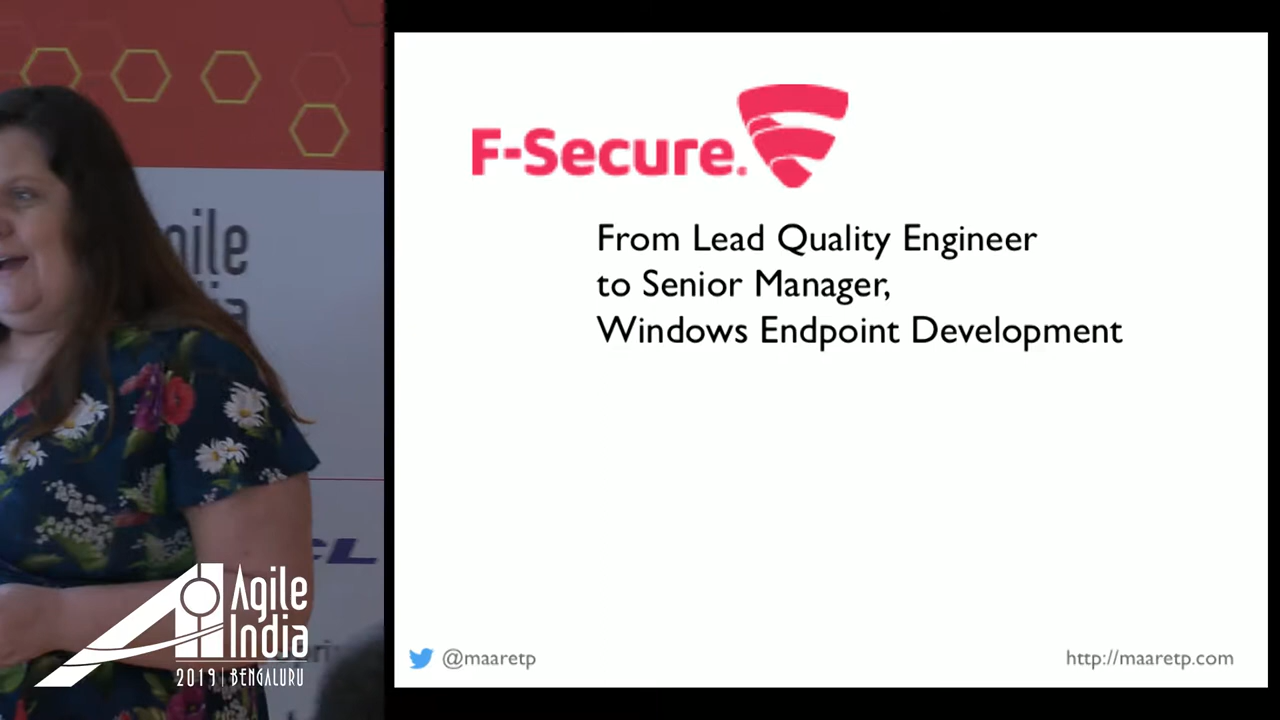 F-Secure.
From Lead Quality Engineer
to Senior Manager,
Windows Endpoint Development
@maaretp
http://maaretp.com
Agile
India
2019 | BENGALURU